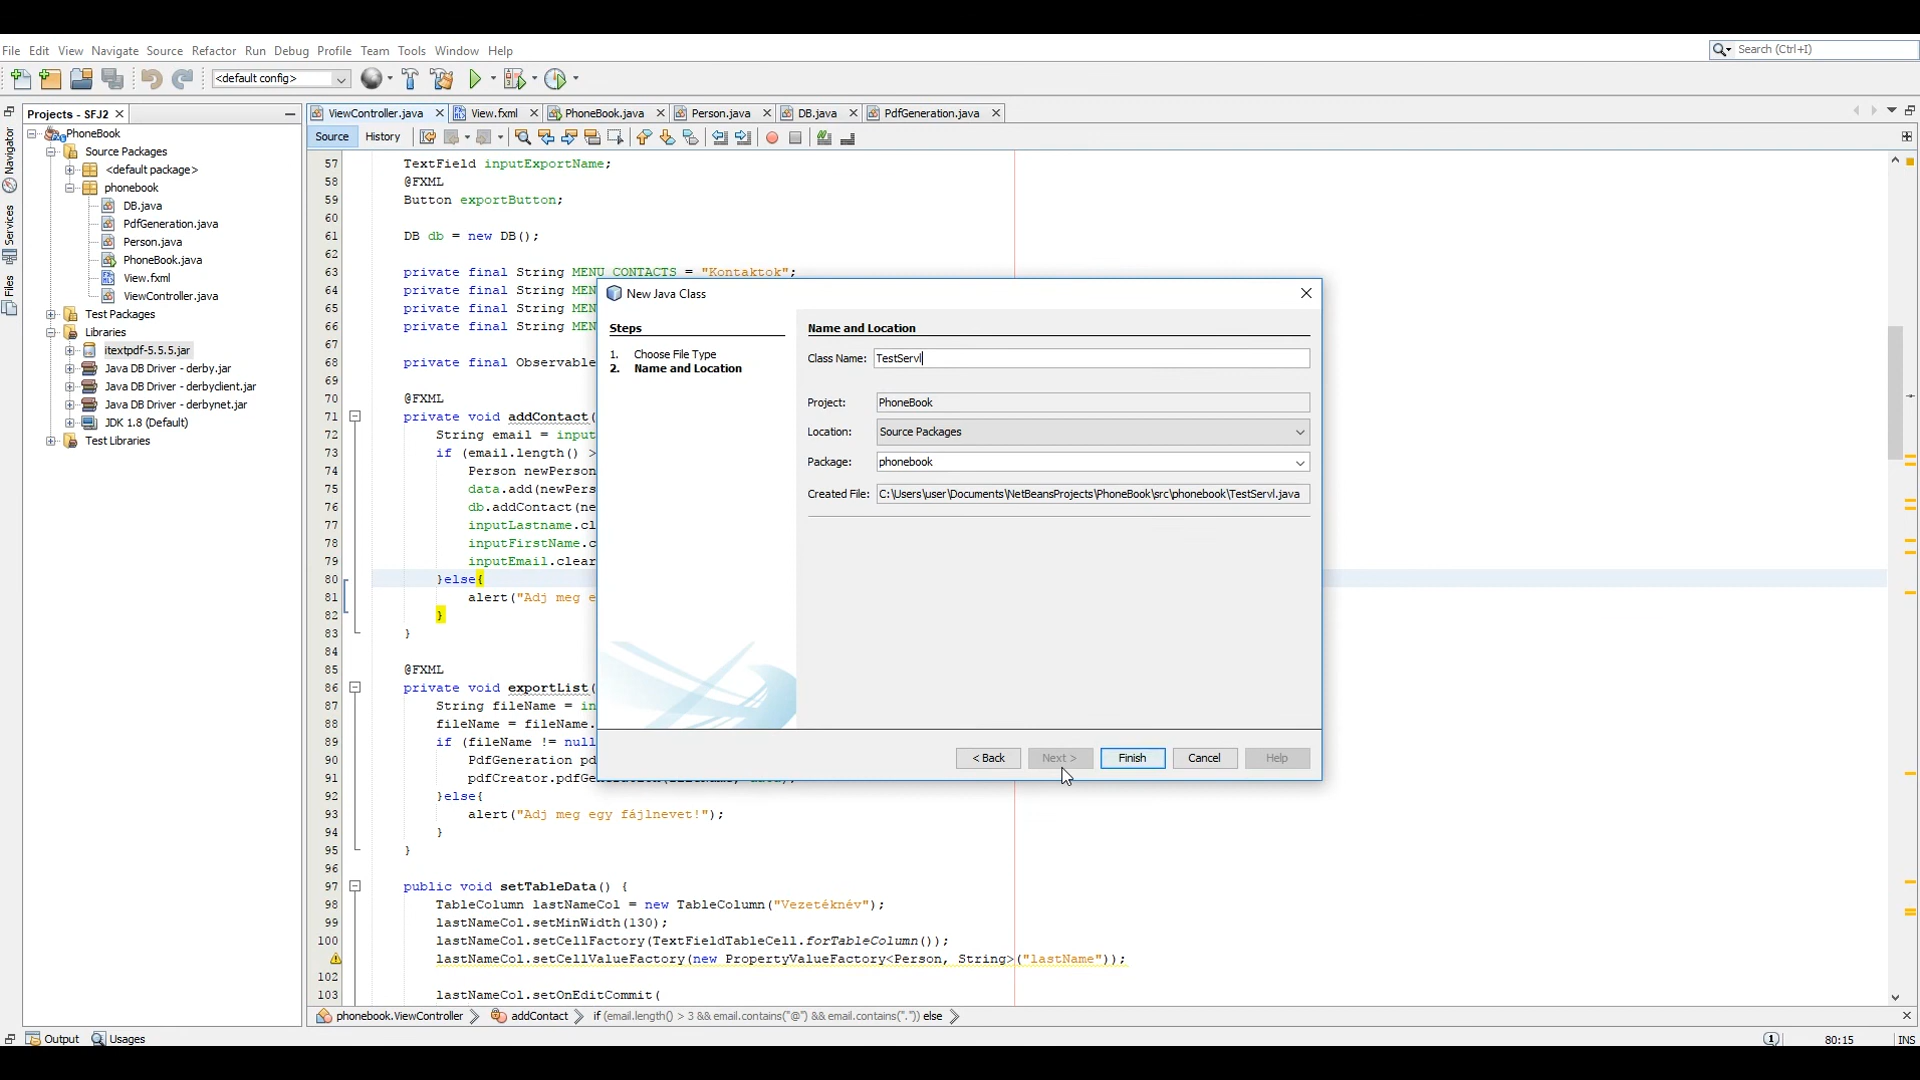 File Edit View Navigate Source Refactor Run Debug Profile Team Tools Window Help
Search (Ctrl+I)
<default config>
Projects - SFJ2
ViewController.java View.fxml PhoneBook.java Person.java DB.java PdfGeneration.java
Source History
Navigator
Services
Files
PhoneBook
Source Packages
<default package>
phonebook
DB.java
PdfGeneration.java
Person.java
PhoneBook.java
View.fxml
ViewController.java
Test Packages
Libraries
itextpdf-5.5.5.jar
Java DB Driver - derby.jar
Java DB Driver - derbyclient.jar
Java DB Driver - derbynet.jar
JDK 1.8 (Default)
Test Libraries
57 TextField inputExportName;
58 @FXML
59 Button exportButton;
60
61 DB db = new DB();
62
63 private final String MENU_CONTACTS = "Kontaktok";
64 private final String MEN
65 private final String MEN
66 private final String MEN
67
68 private final Observable
69
70 @FXML
71 private void addContact(
72 String email = input
73 if (email.length() >
74 Person newPerson
75 data.add(newPers
76 db.addContact(ne
77 inputLastname.cl
78 inputFirstName.c
79 inputEmail.clear
80 }else{
81 alert("Adj meg e
82 }
83 }
84
85 @FXML
86 private void exportList(
87 String fileName = in
88 fileName = fileName.
89 if (fileName != null
90 PdfGeneration pd
91 pdfCreator.pdfGeneration(
92 }else{
93 alert("Adj meg egy fájlnevet!");
94 }
95 }
96
97 public void setTableData() {
98 TableColumn lastNameCol = new TableColumn("Vezetéknév");
99 lastNameCol.setMinWidth(130);
100 lastNameCol.setCellFactory(TextFieldTableCell.forTableColumn());
lastNameCol.setCellValueFactory(new PropertyValueFactory<Person, String>("lastName"));
102
103 lastNameCol.setOnEditCommit(
New Java Class
Steps
1. Choose File Type
2. Name and Location
Name and Location
Class Name: TestServl
Project: PhoneBook
Location: Source Packages
Package: phonebook
Created File: C:\Users\user\Documents\NetBeansProjects\PhoneBook\src\phonebook\TestServl.java
< Back Next > Finish Cancel Help
phonebook.ViewController addContact if (email.length() > 3 && email.contains("@") && email.contains(".")) else
Output Usages
1 80:15 INS